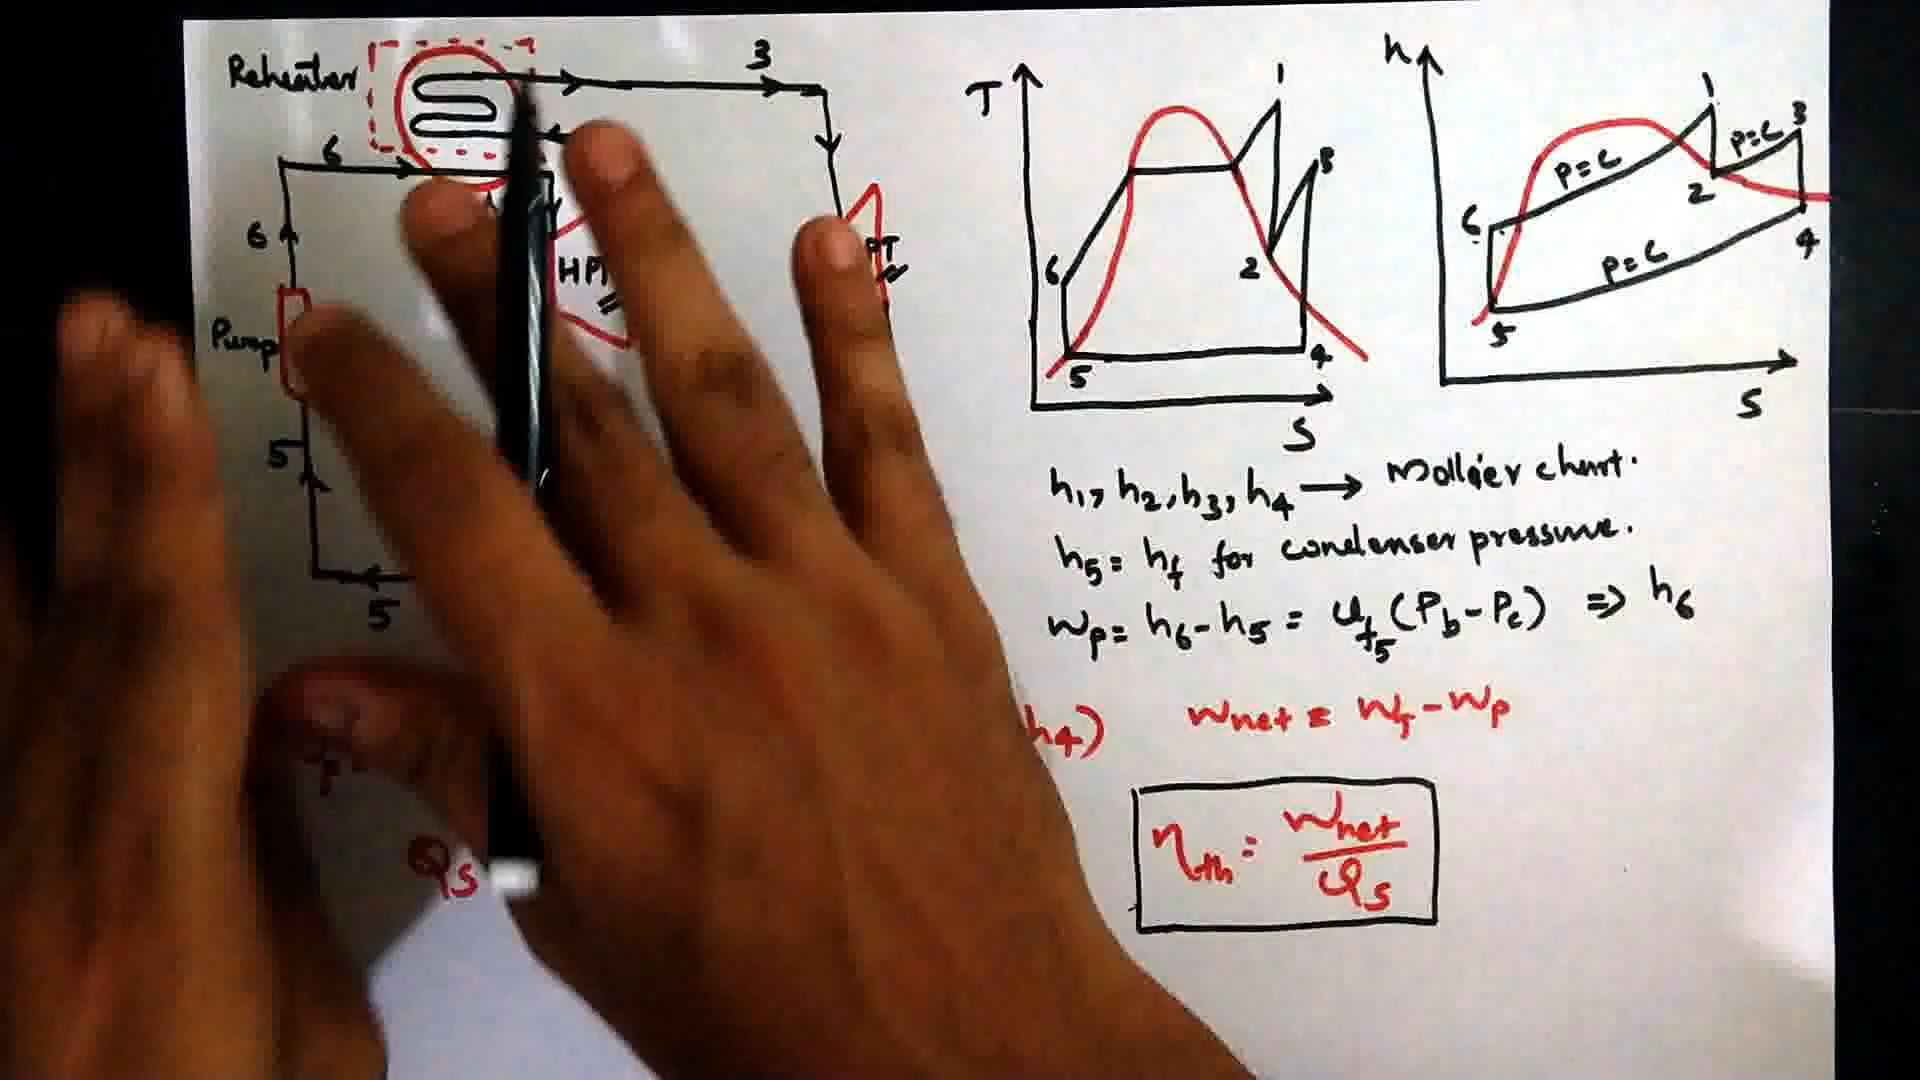 Reheater
3
6
6
HP
PT
Pump
5
5
Qs
T
1
3
6
2
5
4
S
h
1
3
P=C
P=C
2
6
4
P=C
5
S
h1, h2, h3, h4 → Mollier chart.
h5 = hf for condenser pressure.
wp = h6 - h5 = vf5 (Pb - Pc) ⇒ h6
h4) wnet = wT - wp
ηth = wnet / Qs